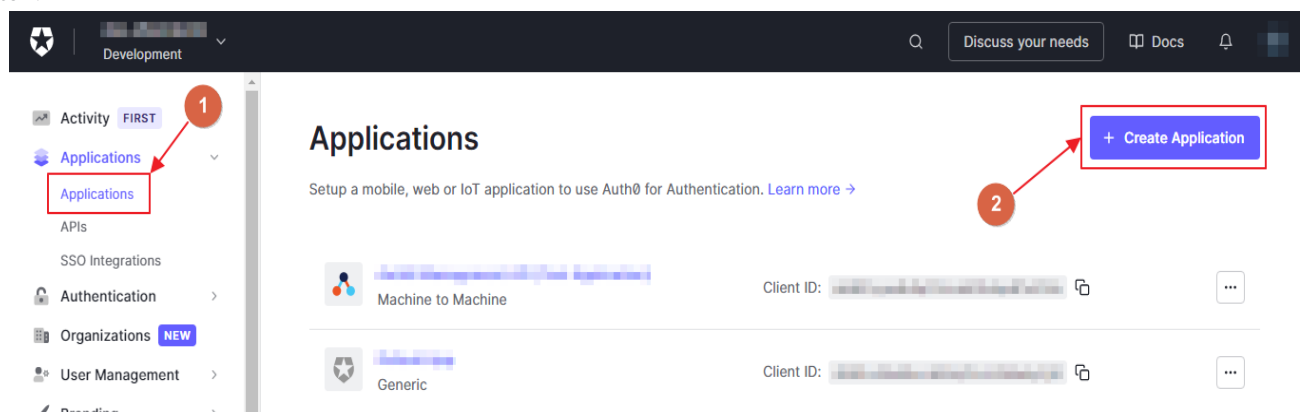 Development
Discuss your needs
Docs
1
Activity FIRST
Applications
Applications
APIs
SSO Integrations
Authentication
Organizations NEW
User Management
Branding
Applications
+ Create Application
Setup a mobile, web or IoT application to use Auth0 for Authentication. Learn more →
2
Machine to Machine
Client ID:
Generic
Client ID: